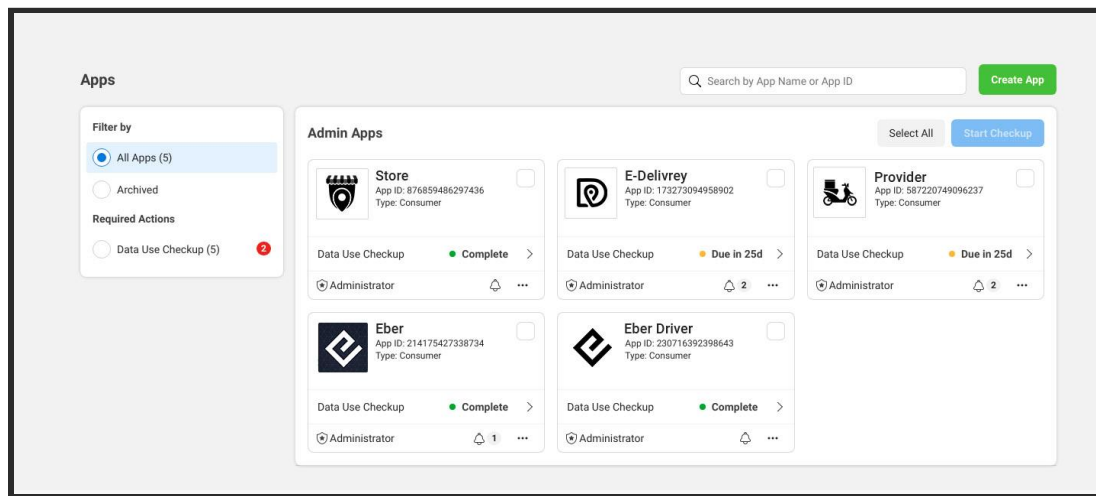 Apps
Search by App Name or App ID
Create App
Filter by
All Apps (5)
Archived
Required Actions
Data Use Checkup (5)
2
Admin Apps
Select All
Start Checkup
Store
App ID: 876859486297436
Type: Consumer
Data Use Checkup
Complete
Administrator
E-Delivrey
App ID: 173273094958902
Type: Consumer
Data Use Checkup
Due in 25d
Administrator
2
Provider
App ID: 587220749096237
Type: Consumer
Data Use Checkup
Due in 25d
Administrator
2
Eber
App ID: 214175427338734
Type: Consumer
Data Use Checkup
Complete
Administrator
1
Eber Driver
App ID: 230716392398643
Type: Consumer
Data Use Checkup
Complete
Administrator